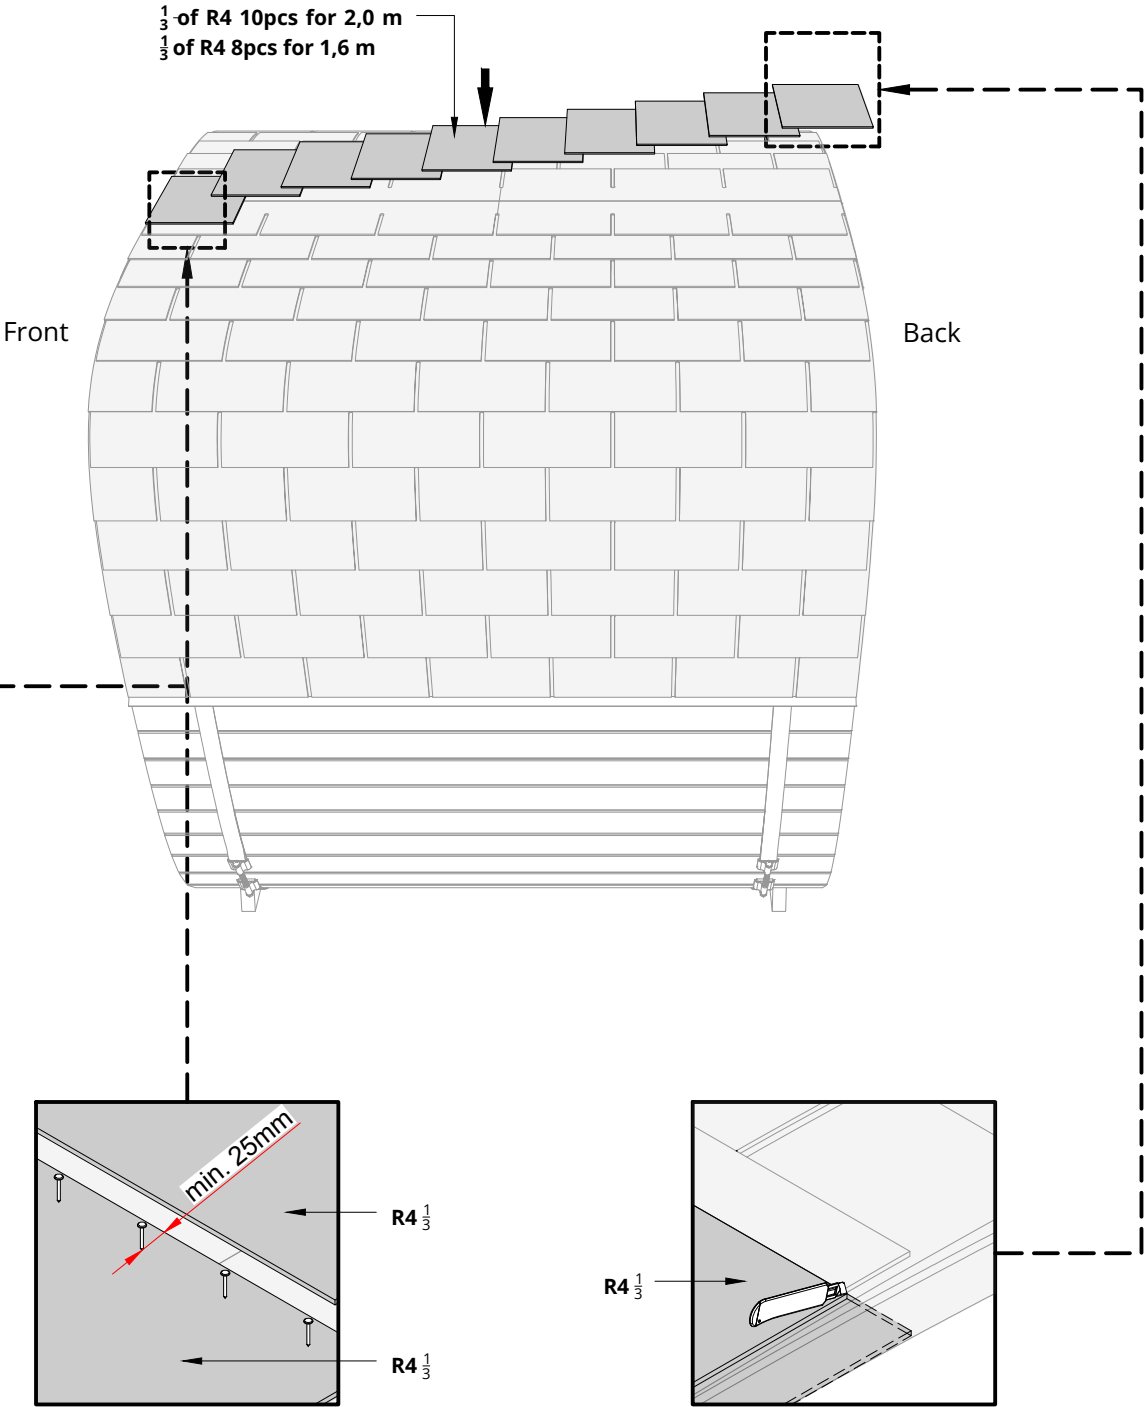 1/3 of R4 10pcs for 2,0 m
1/3 of R4 8pcs for 1,6 m
Front
Back
min. 25mm
R4 1/3
R4 1/3
R4 1/3